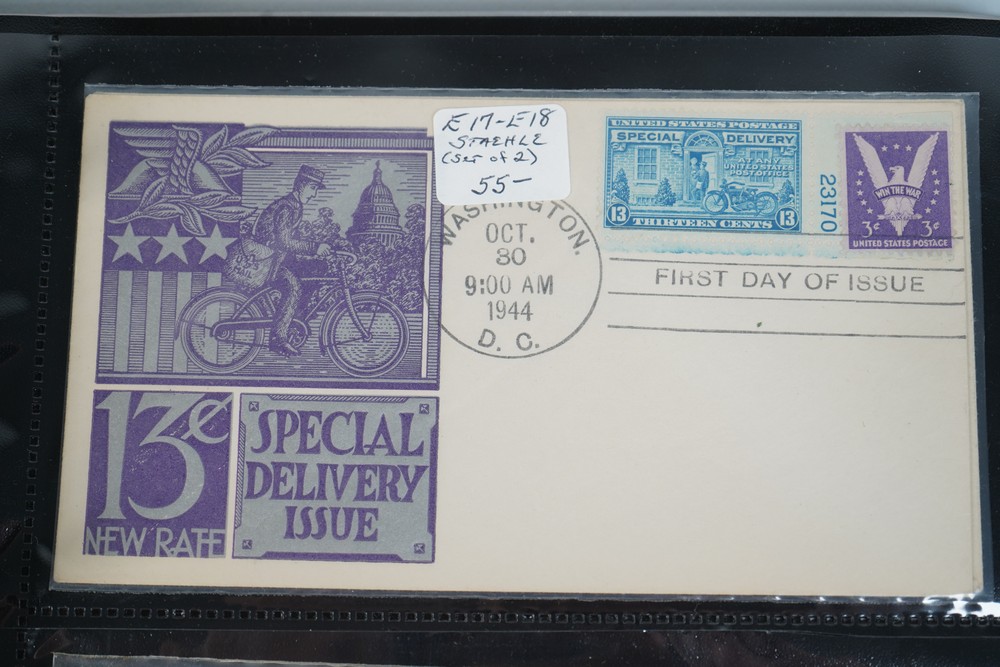 E17-E18
STAEHLE
(Set of 2)
55-
UNITED STATES POSTAGE
SPECIAL DELIVERY
AT ANY
UNITED STATES
POST OFFICE
13 THIRTEEN CENTS 13
23170
WIN THE WAR
3¢ 3¢
UNITED STATES POSTAGE
WASHINGTON,
OCT.
30
9:00 AM
1944
D. C.
FIRST DAY OF ISSUE
13¢
NEW RATE
SPECIAL
DELIVERY
ISSUE